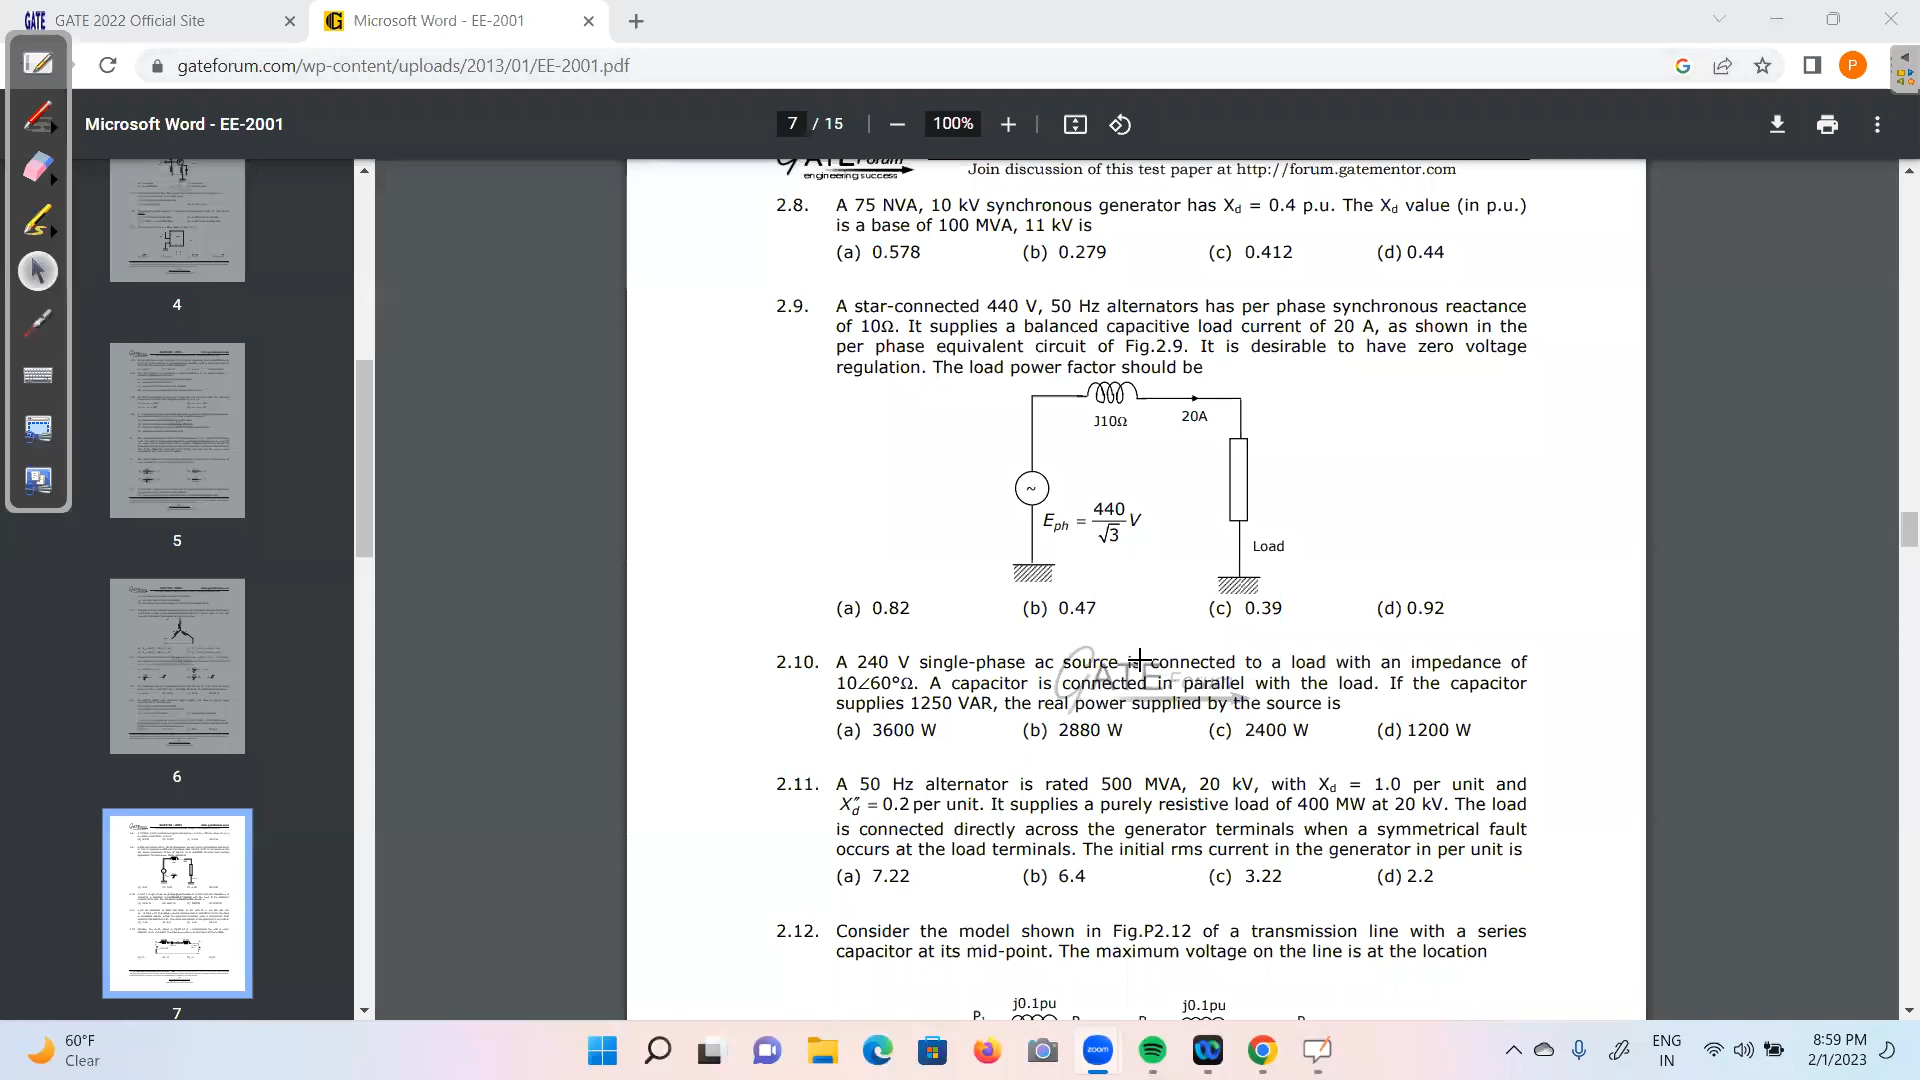 GATE GATE 2022 Official Site
Microsoft Word - EE-2001
gateforum.com/wp-content/uploads/2013/01/EE-2001.pdf
P
Microsoft Word - EE-2001
7 / 15
100%
4
5
6
7
GATE Forum
engineering success
Join discussion of this test paper at http://forum.gatementor.com
2.8. A 75 NVA, 10 kV synchronous generator has Xd = 0.4 p.u. The Xd value (in p.u.)
is a base of 100 MVA, 11 kV is
(a) 0.578 (b) 0.279 (c) 0.412 (d) 0.44
2.9. A star-connected 440 V, 50 Hz alternators has per phase synchronous reactance
of 10Ω. It supplies a balanced capacitive load current of 20 A, as shown in the
per phase equivalent circuit of Fig.2.9. It is desirable to have zero voltage
regulation. The load power factor should be
J10Ω
20A
~
Eph = 440/√3 V
Load
(a) 0.82 (b) 0.47 (c) 0.39 (d) 0.92
GATE Forum
2.10. A 240 V single-phase ac source is connected to a load with an impedance of
10∠60°Ω. A capacitor is connected in parallel with the load. If the capacitor
supplies 1250 VAR, the real power supplied by the source is
(a) 3600 W (b) 2880 W (c) 2400 W (d) 1200 W
2.11. A 50 Hz alternator is rated 500 MVA, 20 kV, with Xd = 1.0 per unit and
X″d = 0.2 per unit. It supplies a purely resistive load of 400 MW at 20 kV. The load
is connected directly across the generator terminals when a symmetrical fault
occurs at the load terminals. The initial rms current in the generator in per unit is
(a) 7.22 (b) 6.4 (c) 3.22 (d) 2.2
2.12. Consider the model shown in Fig.P2.12 of a transmission line with a series
capacitor at its mid-point. The maximum voltage on the line is at the location
j0.1pu
j0.1pu
60°F
Clear
zoom
ENG
IN
8:59 PM
2/1/2023